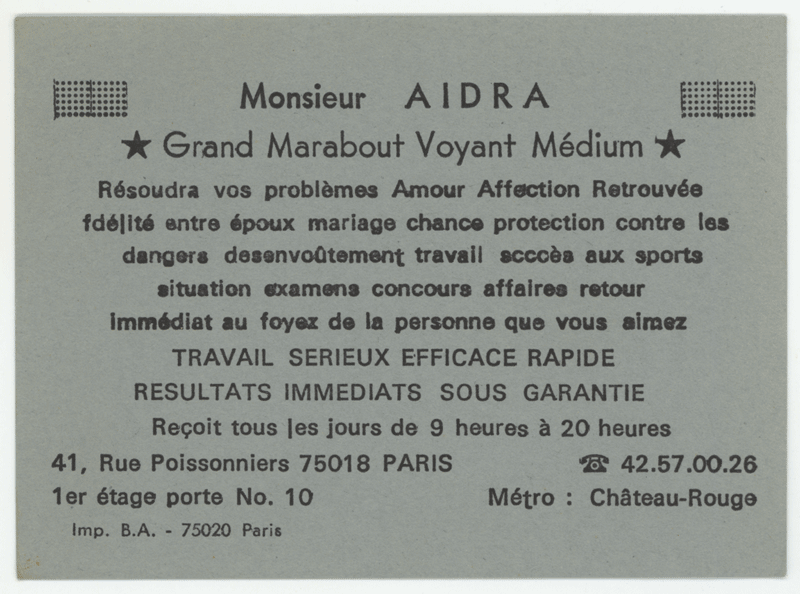 Monsieur AIDRA
★ Grand Marabout Voyant Médium ★
Résoudra vos problèmes Amour Affection Retrouvée
fdélité entre époux mariage chance protection contre les
dangers desenvoûtement travail scccès aux sports
situation examens concours affaires retour
immédiat au foyez de la personne que vous aimez
TRAVAIL SERIEUX EFFICACE RAPIDE
RESULTATS IMMEDIATS SOUS GARANTIE
Reçoit tous les jours de 9 heures à 20 heures
41, Rue Poissonniers 75018 PARIS ☎ 42.57.00.26
1er étage porte No. 10 Métro : Château-Rouge
Imp. B.A. - 75020 Paris